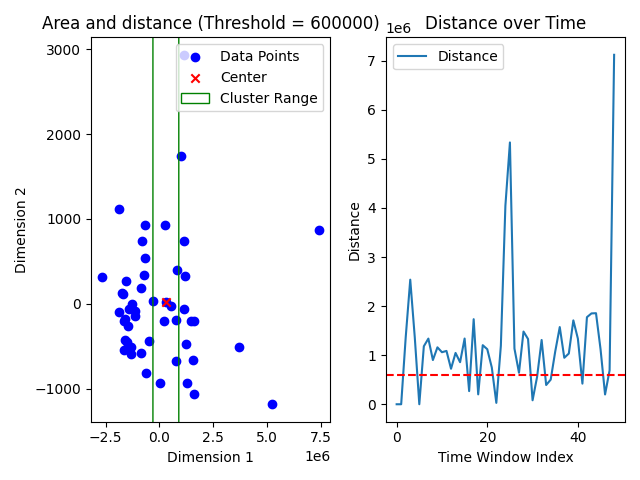 Area and distance (Threshold = 600000)
3000
2000
1000
0
−1000
Dimension 2
Data Points
Center
Cluster Range
−2.5
0.0
2.5
5.0
7.5
1e6
Dimension 1
Distance over Time
1e6
7
6
5
4
3
2
1
0
Distance
Distance
0
20
40
Time Window Index